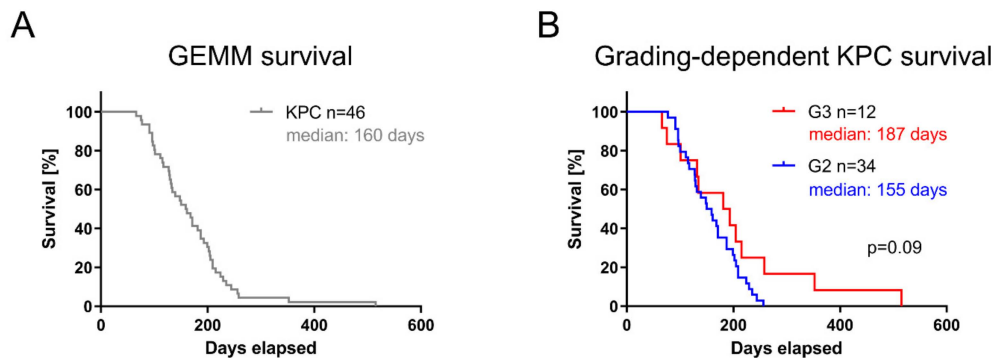 A
GEMM survival
KPC n=46
median: 160 days
Survival [%]
100
80
60
40
20
0
0 200 400 600
Days elapsed
B
Grading-dependent KPC survival
G3 n=12
median: 187 days
G2 n=34
median: 155 days
p=0.09
Survival [%]
100
80
60
40
20
0
0 200 400 600
Days elapsed